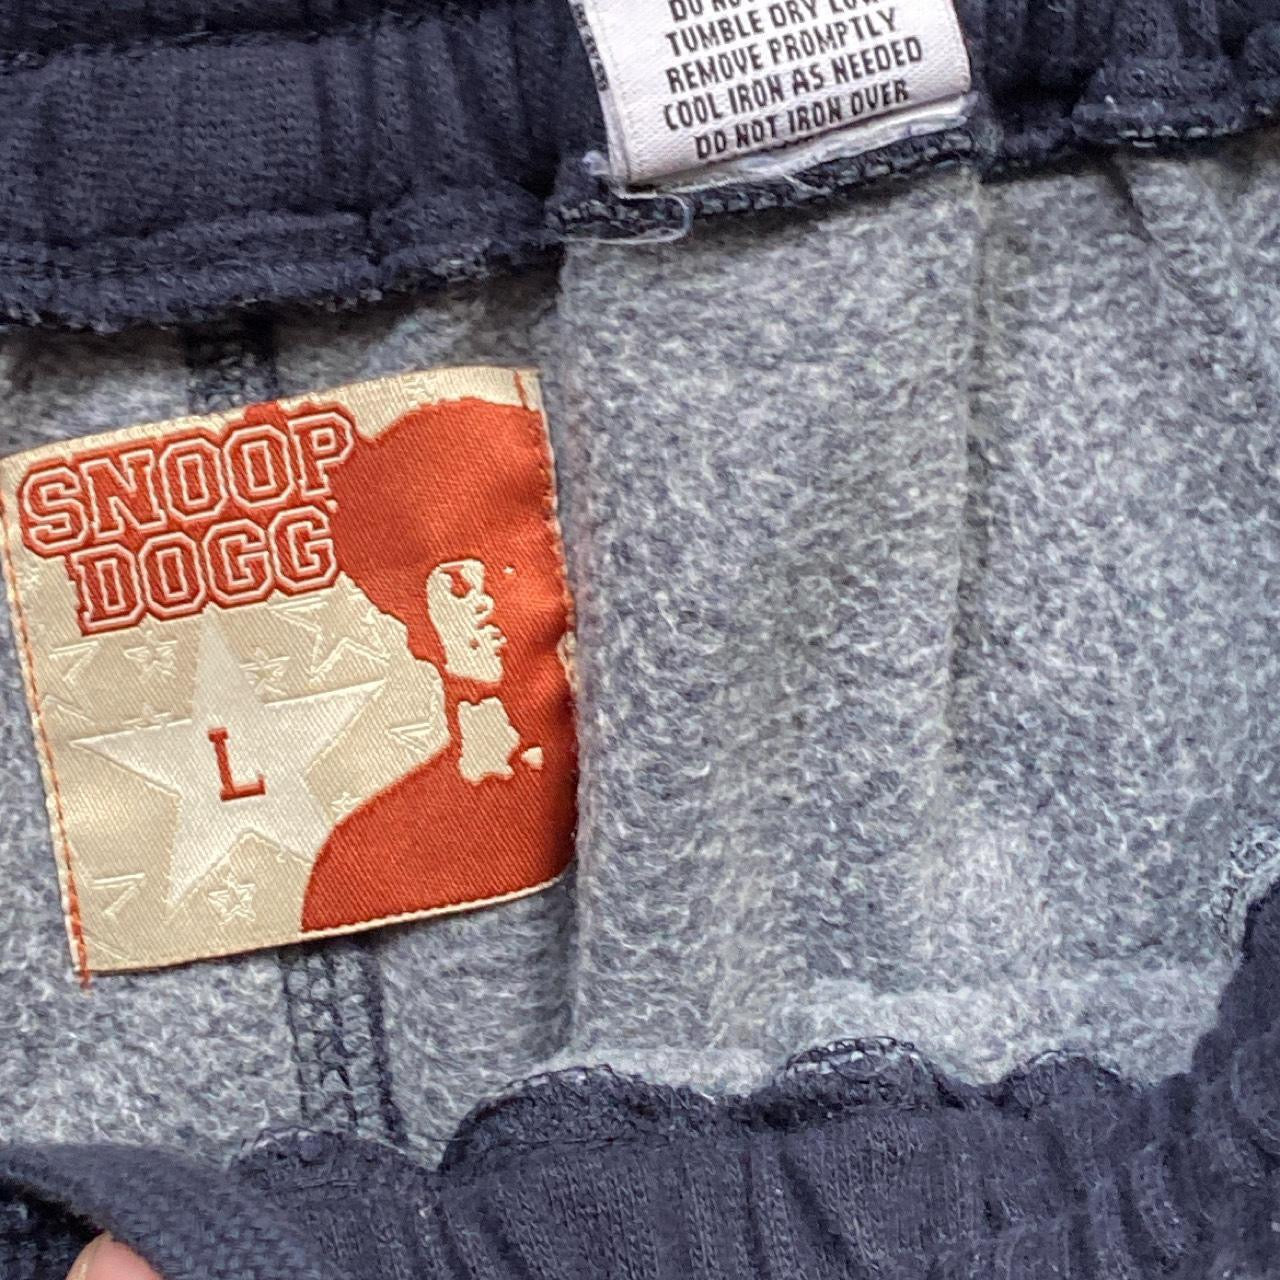 TUMBLE DRY LOW
REMOVE PROMPTLY
COOL IRON AS NEEDED
DO NOT IRON OVER
SNOOP
DOGG
L